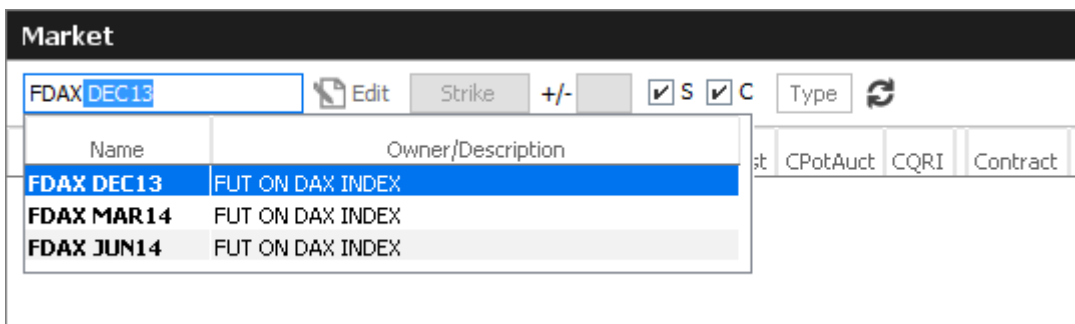 Market
FDAX DEC13 Edit Strike +/- S C Type
Name Owner/Description CPotAuct CQRI Contract
FDAX DEC13 FUT ON DAX INDEX
FDAX MAR14 FUT ON DAX INDEX
FDAX JUN14 FUT ON DAX INDEX